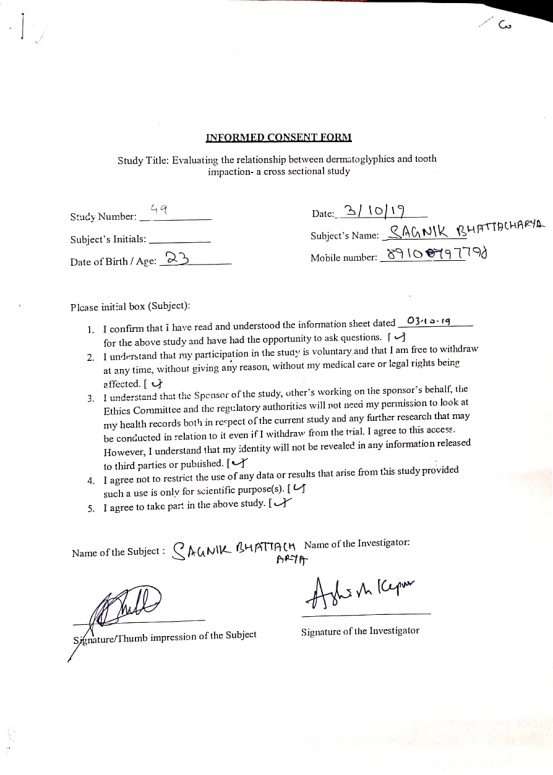 INFORMED CONSENT FORM
Study Title: Evaluating the relationship between dermatoglyphics and tooth
impaction- a cross sectional study
Study Number: 49
Date: 3/10/19
Subject's Initials:
Subject's Name: SAGNIK BHATTACHARYA
Date of Birth / Age: 23
Mobile number:
Please initial box (Subject):
1. I confirm that i have read and understood the information sheet dated 03-10-19
for the above study and have had the opportunity to ask questions. [✓]
2. I understand that my participation in the study is voluntary and that I am free to withdraw
at any time, without giving any reason, without my medical care or legal rights being
affected. [✓]
3. I understand that the Sponsor of the study, other's working on the sponsor's behalf, the
Ethics Committee and the regulatory authorities will not need my permission to look at
my health records both in respect of the current study and any further research that may
be conducted in relation to it even if I withdraw from the trial. I agree to this access.
However, I understand that my identity will not be revealed in any information released
to third parties or published. [✓]
4. I agree not to restrict the use of any data or results that arise from this study provided
such a use is only for scientific purpose(s). [✓]
5. I agree to take part in the above study. [✓]
Name of the Subject : SAGNIK BHATTACH
ARYA
Name of the Investigator:
Ashish Kapur
Signature/Thumb impression of the Subject
Signature of the Investigator